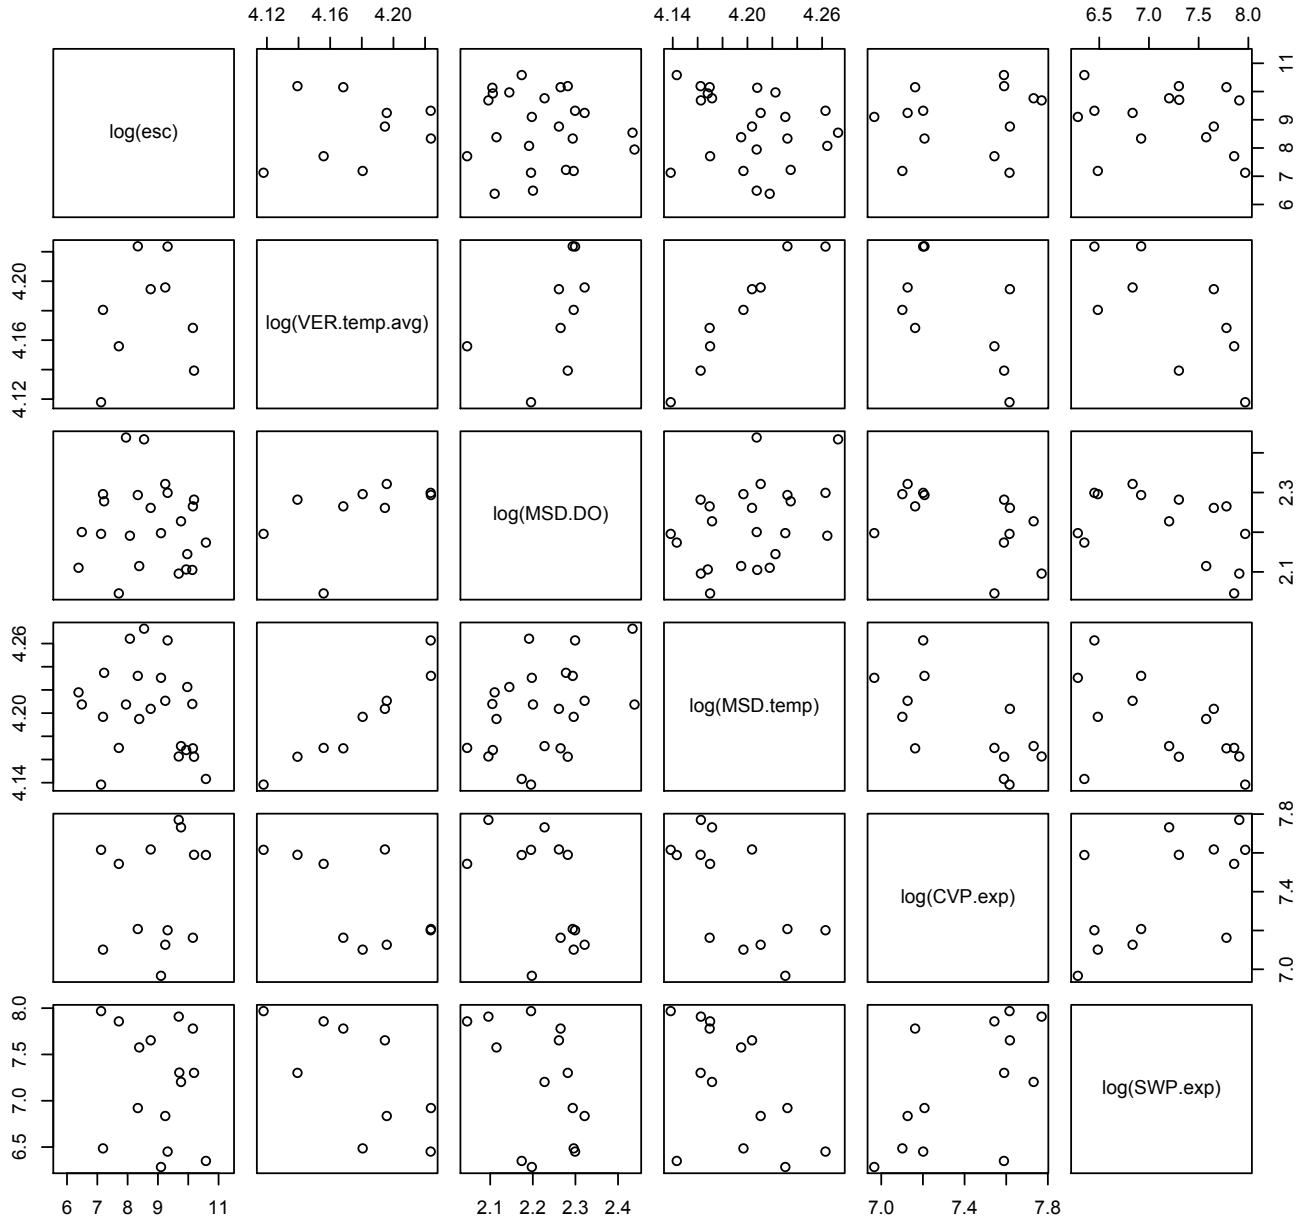 4.12 4.16 4.20 4.14 4.20 4.26 6.5 7.0 7.5 8.0
log(esc)
6 7 8 9 11
log(VER.temp.avg)
4.12 4.16 4.20
log(MSD.DO)
2.1 2.3
log(MSD.temp)
4.14 4.20 4.26
log(CVP.exp)
7.0 7.4 7.8
log(SWP.exp)
6.5 7.0 7.5 8.0
6 7 8 9 11 2.1 2.2 2.3 2.4 7.0 7.4 7.8